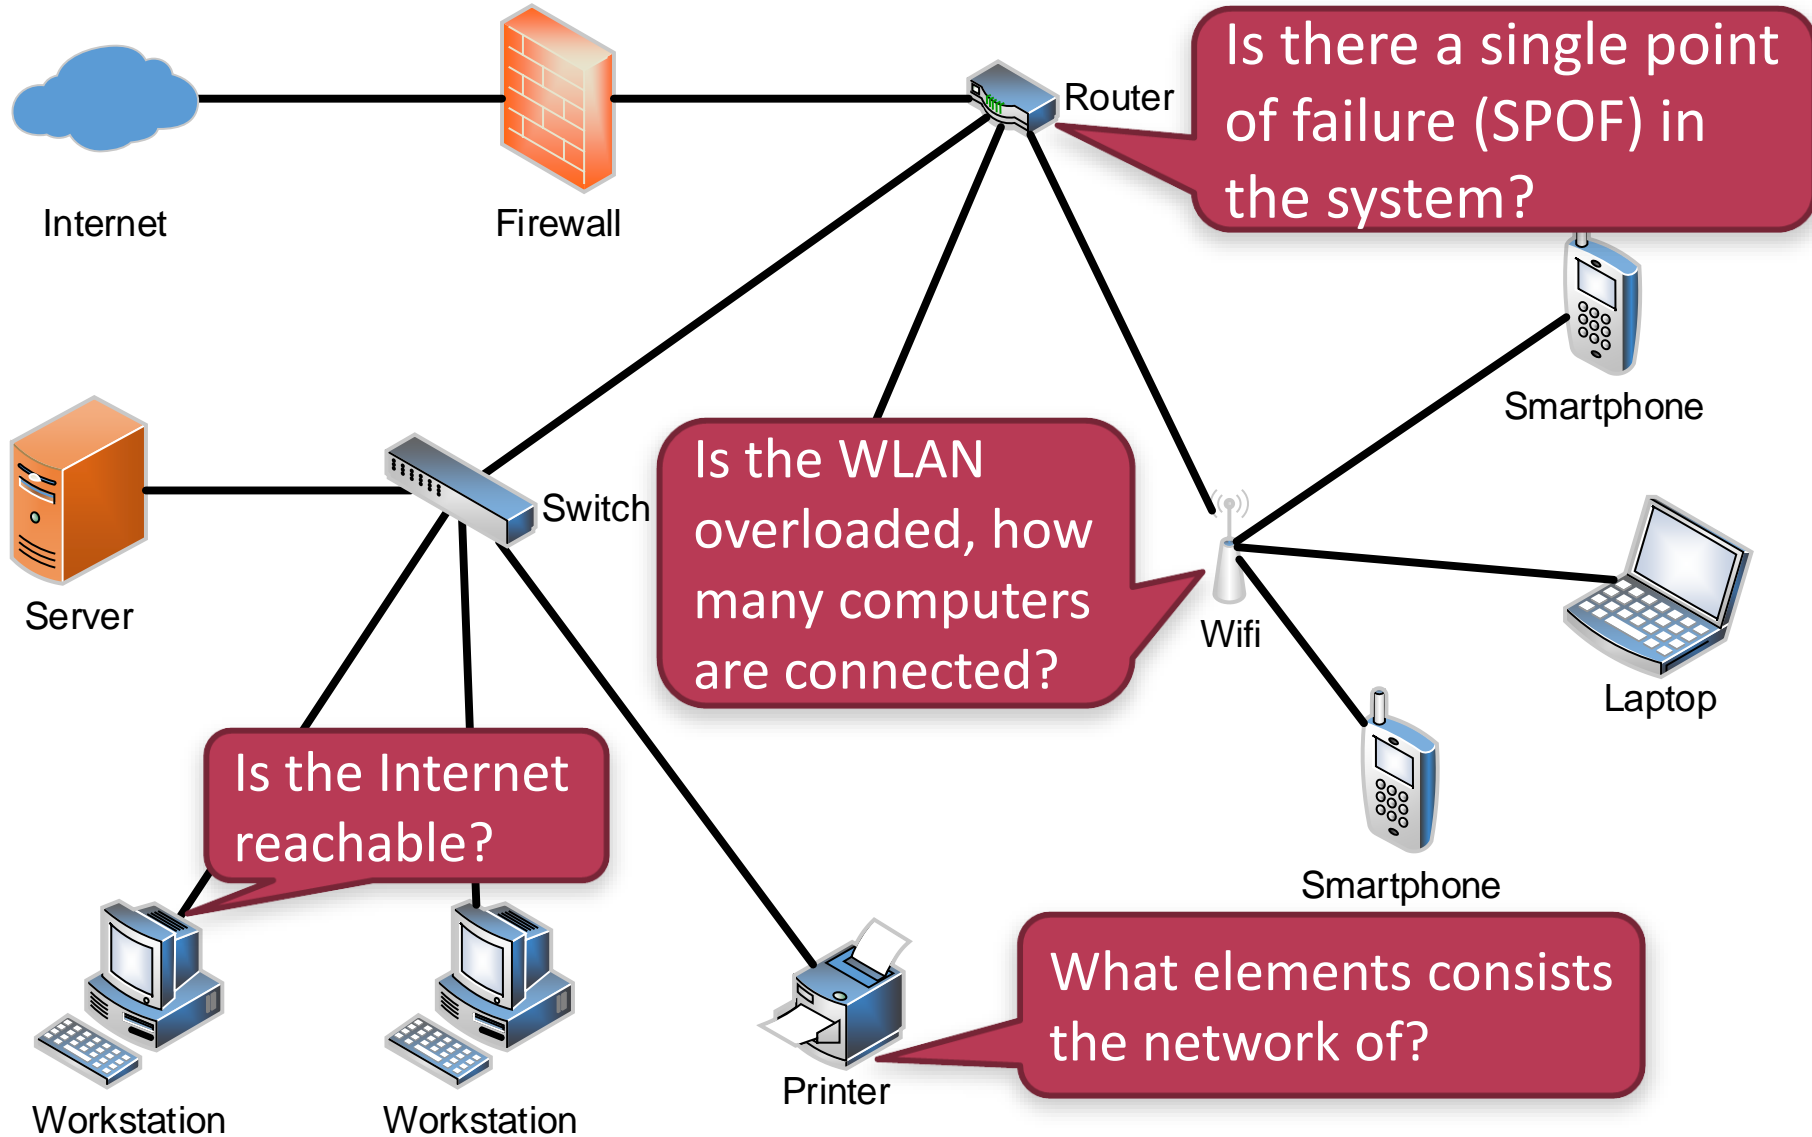 Internet
Firewall
Router
Is there a single point
of failure (SPOF) in
the system?
Smartphone
Server
Switch
Is the WLAN
overloaded, how
many computers
are connected?
Wifi
Laptop
Is the Internet
reachable?
Smartphone
Workstation
Workstation
Printer
What elements consists
the network of?